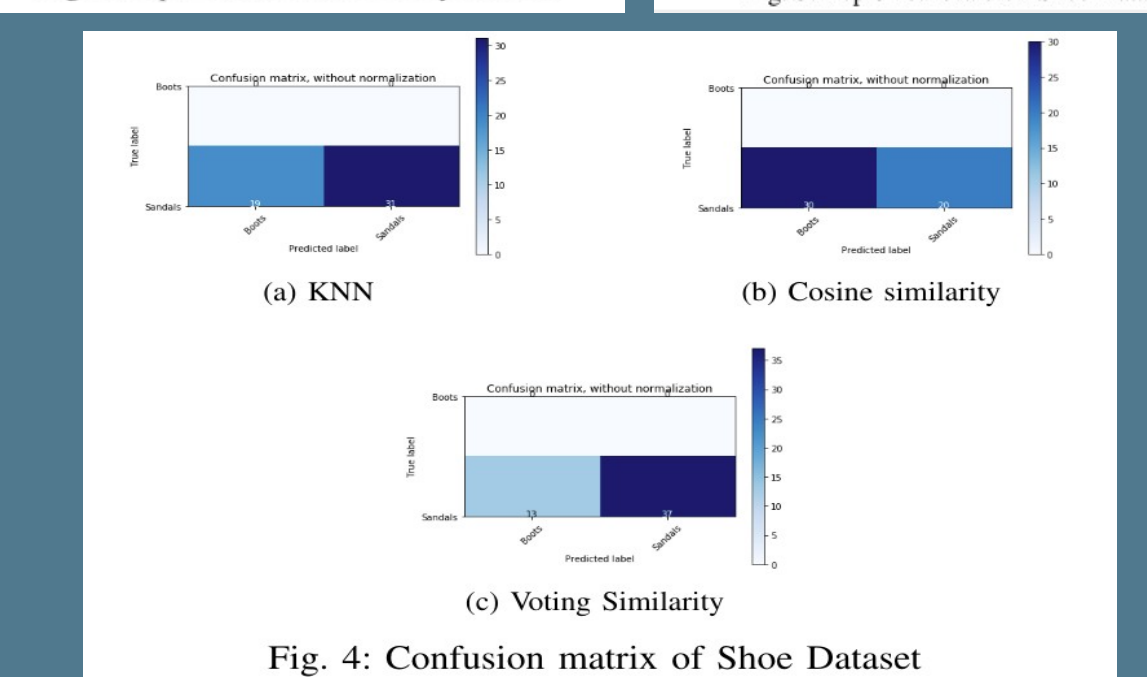 Confusion matrix, without normalization
0 0
Boots
True label
19 31
Sandals
Boots Sandals
Predicted label
30
25
20
15
10
5
0
(a) KNN
Confusion matrix, without normalization
0 0
Boots
True label
30 20
Sandals
Boots Sandals
Predicted label
30
25
20
15
10
5
0
(b) Cosine similarity
Confusion matrix, without normalization
0 0
Boots
True label
13 37
Sandals
Boots Sandals
Predicted label
35
30
25
20
15
10
5
0
(c) Voting Similarity
Fig. 4: Confusion matrix of Shoe Dataset